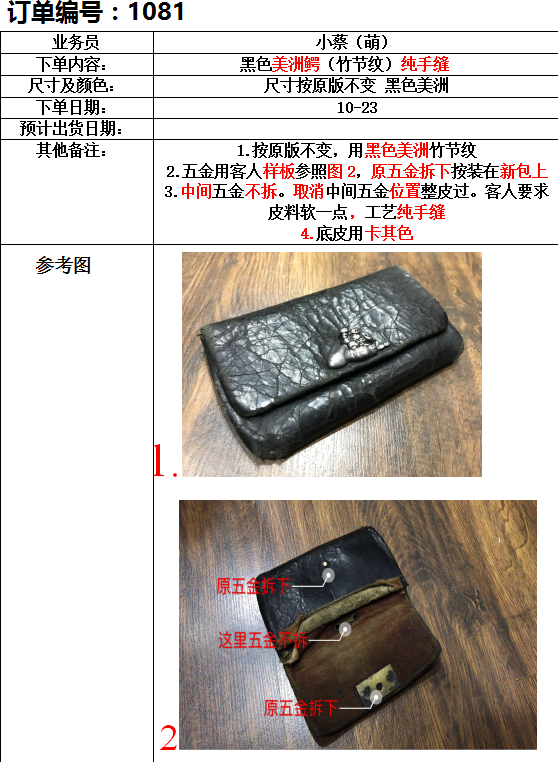 订单编号：1081
业务员
小蔡（萌）
下单内容：
黑色美洲鳄（竹节纹）纯手缝
尺寸及颜色：
尺寸按原版不变 黑色美洲
下单日期：
10-23
预计出货日期：
其他备注：
1.按原版不变，用黑色美洲竹节纹
2.五金用客人样板参照图2，原五金拆下按装在新包上
3.中间五金不拆。取消中间五金位置整皮过。客人要求
皮料软一点，工艺纯手缝
4.底皮用卡其色
参考图
1.
原五金拆下
这里五金不拆
原五金拆下
2